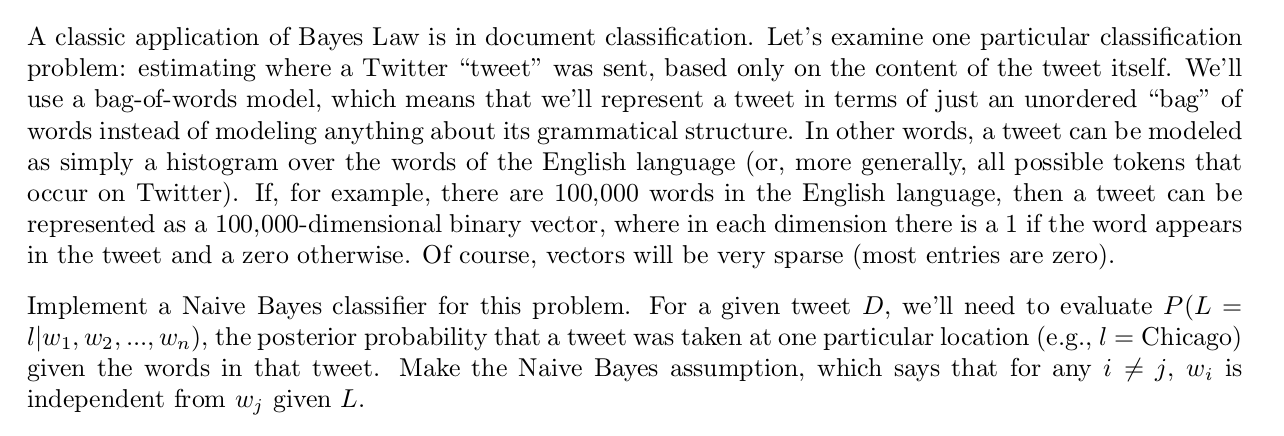 A classic application of Bayes Law is in document classification. Let's examine one particular classification
problem: estimating where a Twitter “tweet” was sent, based only on the content of the tweet itself. We'll
use a bag-of-words model, which means that we'll represent a tweet in terms of just an unordered “bag” of
words instead of modeling anything about its grammatical structure. In other words, a tweet can be modeled
as simply a histogram over the words of the English language (or, more generally, all possible tokens that
occur on Twitter). If, for example, there are 100,000 words in the English language, then a tweet can be
represented as a 100,000-dimensional binary vector, where in each dimension there is a 1 if the word appears
in the tweet and a zero otherwise. Of course, vectors will be very sparse (most entries are zero).
Implement a Naive Bayes classifier for this problem. For a given tweet D, we'll need to evaluate P(L =
l|w₁, w₂, ..., wₙ), the posterior probability that a tweet was taken at one particular location (e.g., l = Chicago)
given the words in that tweet. Make the Naive Bayes assumption, which says that for any i ≠ j, wᵢ is
independent from wⱼ given L.